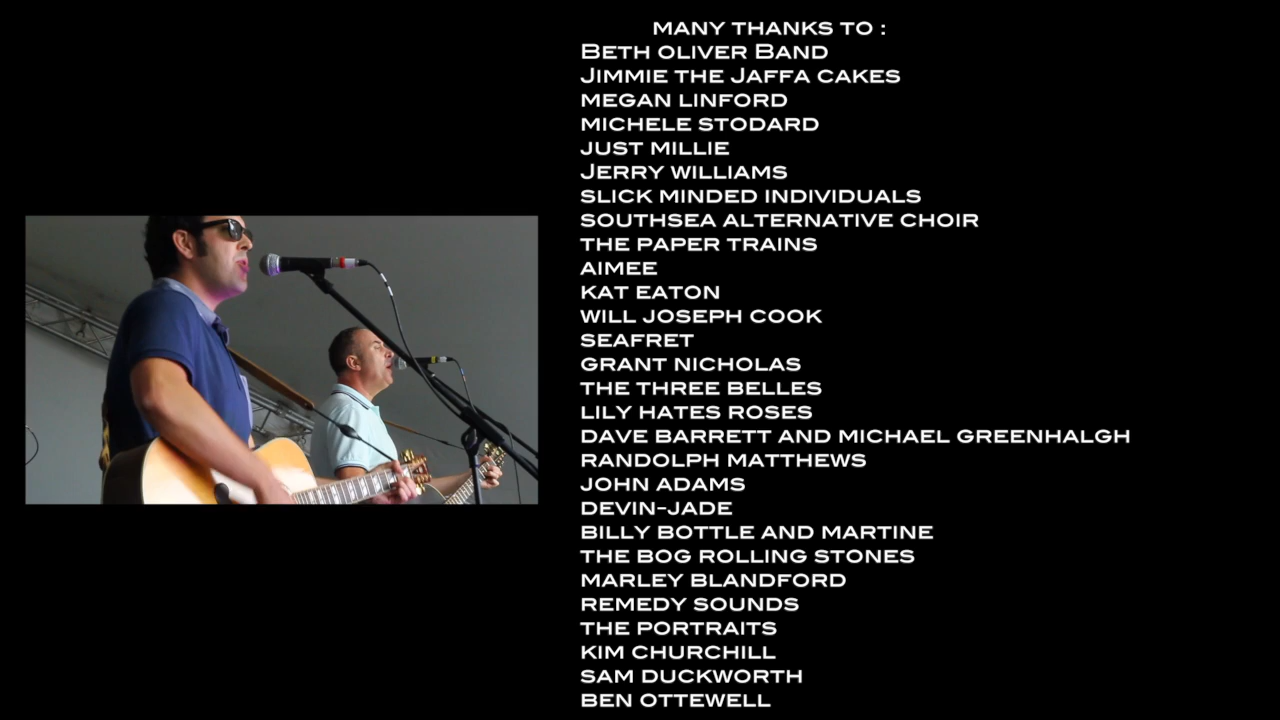 MANY THANKS TO :
BETH OLIVER BAND
JIMMIE THE JAFFA CAKES
MEGAN LINFORD
MICHELE STODARD
JUST MILLIE
JERRY WILLIAMS
SLICK MINDED INDIVIDUALS
SOUTHSEA ALTERNATIVE CHOIR
THE PAPER TRAINS
AIMEE
KAT EATON
WILL JOSEPH COOK
SEAFRET
GRANT NICHOLAS
THE THREE BELLES
LILY HATES ROSES
DAVE BARRETT AND MICHAEL GREENHALGH
RANDOLPH MATTHEWS
JOHN ADAMS
DEVIN-JADE
BILLY BOTTLE AND MARTINE
THE BOG ROLLING STONES
MARLEY BLANDFORD
REMEDY SOUNDS
THE PORTRAITS
KIM CHURCHILL
SAM DUCKWORTH
BEN OTTEWELL